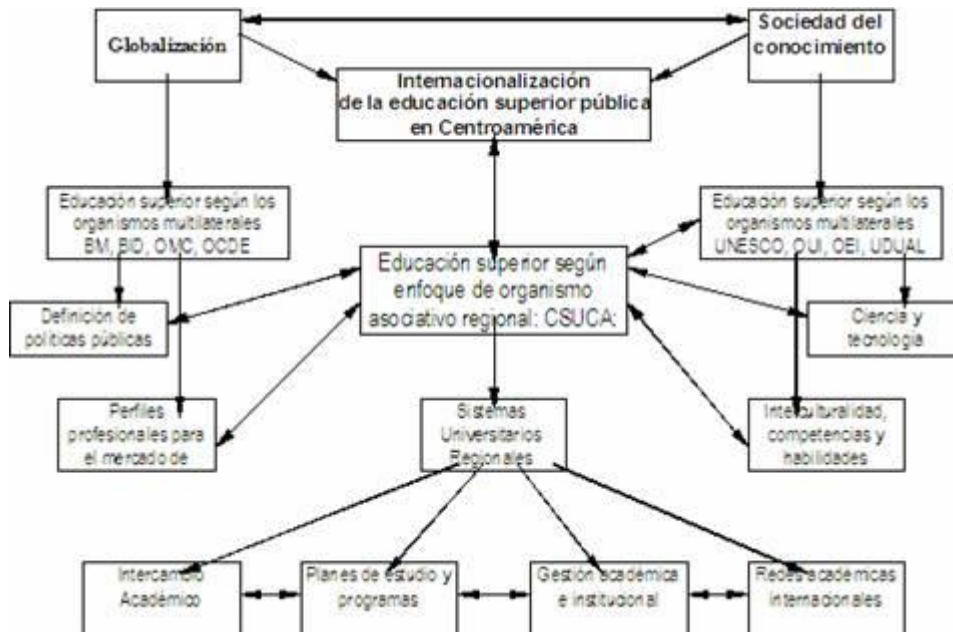 Globalización
Sociedad del
conocimiento
Internacionalización
de la educación superior pública
en Centroamérica
Educación superior según los
organismos multilaterales
BM, BID, OMC, OCDE
Educación superior según los
organismos multilaterales
UNESCO, OUI, OEI, UDUAL
Educación superior según
enfoque de organismo
asociativo regional: CSUCA:
Definición de
políticas públicas
Ciencia y
tecnología
Perfiles
profesionales para
el mercado de
Sistemas
Universitarios
Regionales
Interculturalidad,
competencias y
habilidades
Intercambio
Académico
Planes de estudio y
programas
Gestión académica
e institucional
Redes académicas
internacionales